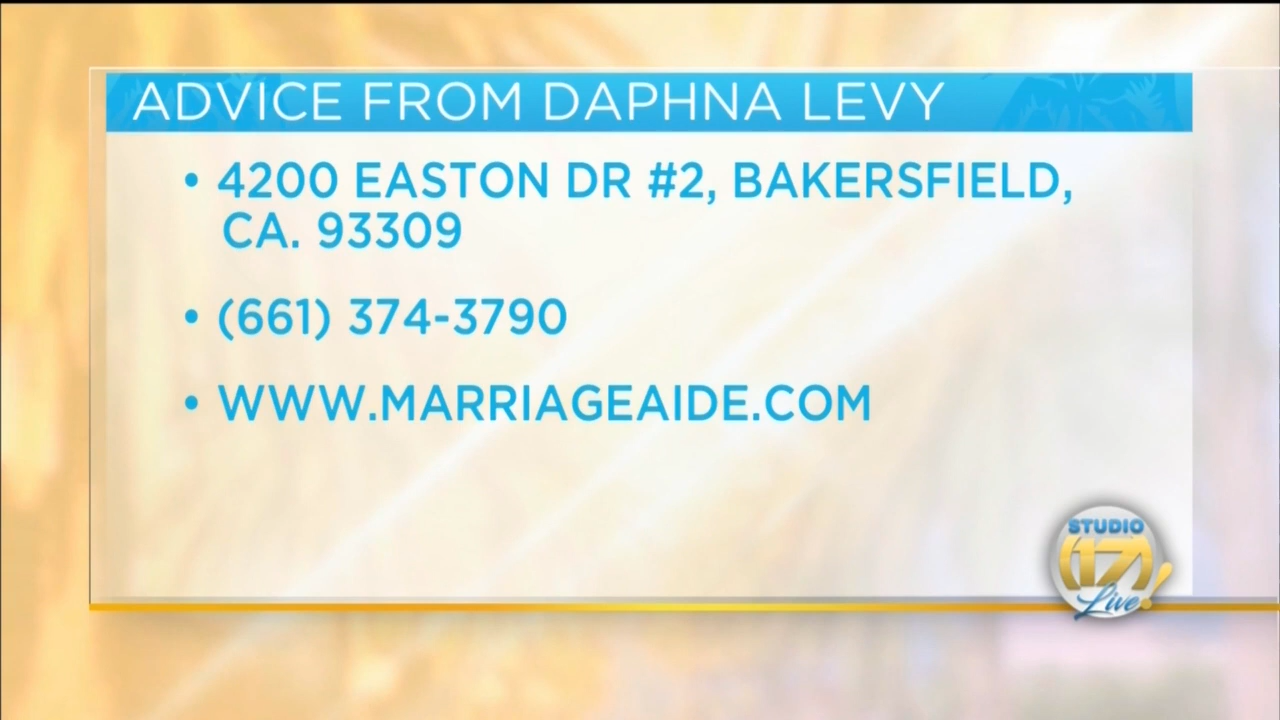 ADVICE FROM DAPHNA LEVY
• 4200 EASTON DR #2, BAKERSFIELD,
CA. 93309
• (661) 374-3790
• WWW.MARRIAGEAIDE.COM
STUDIO
17
Live!